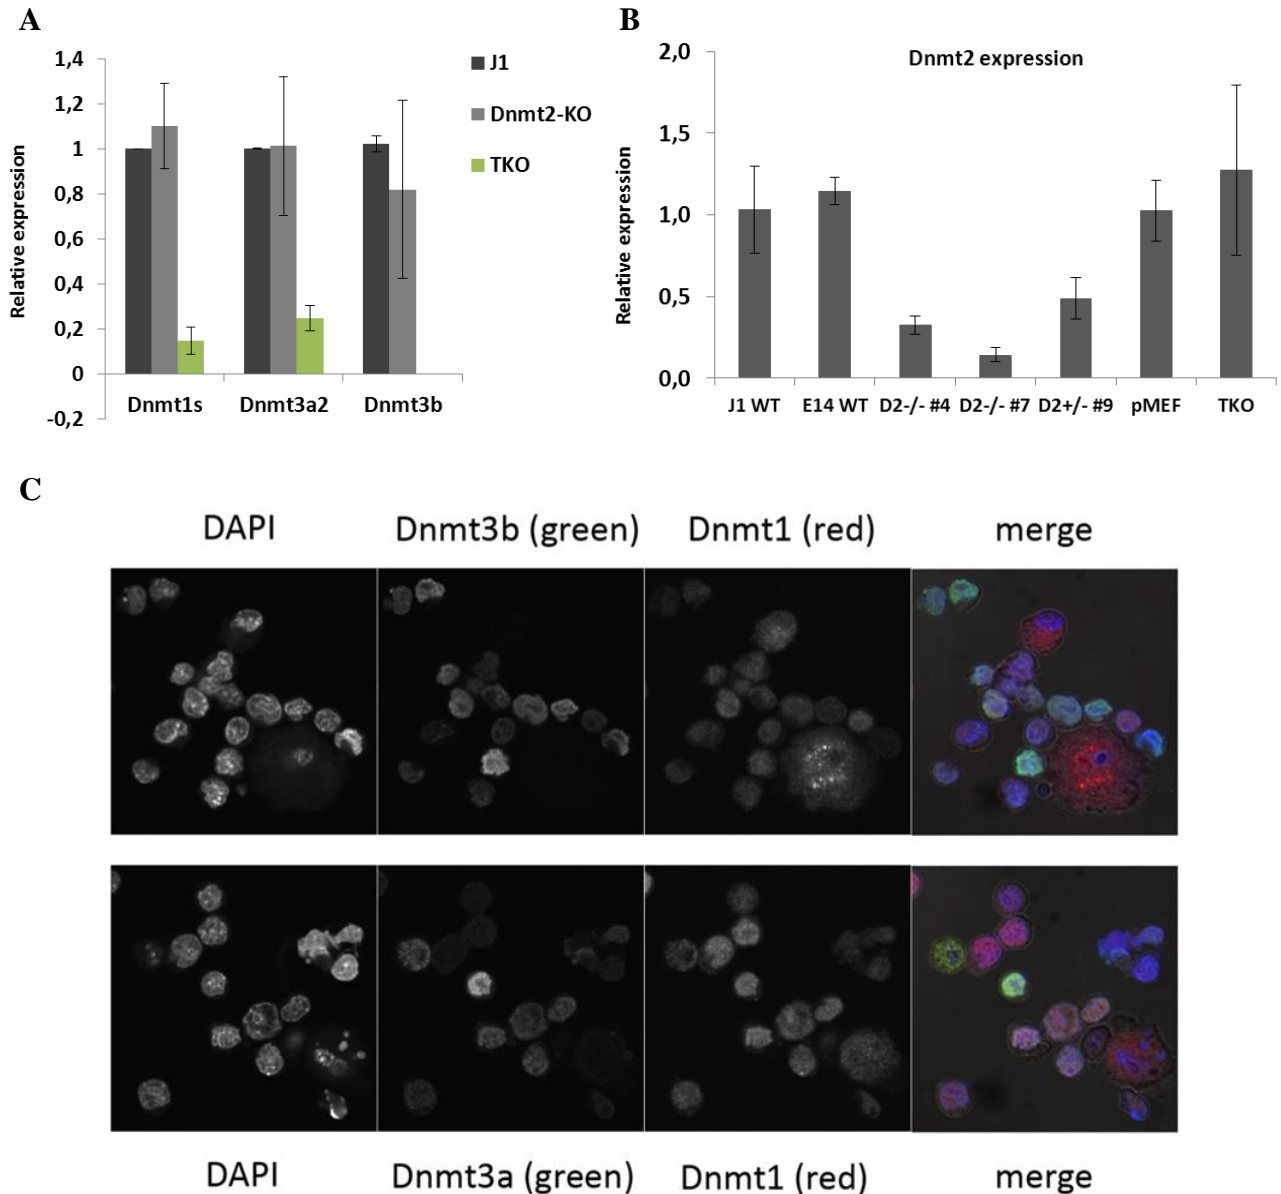 A
1,4
1,2
1
0,8
0,6
0,4
0,2
0
-0,2
Relative expression
Dnmt1s Dnmt3a2 Dnmt3b
J1
Dnmt2-KO
TKO
B
Dnmt2 expression
2,0
1,5
1,0
0,5
0,0
Relative expression
J1 WT E14 WT D2-/- #4 D2-/- #7 D2+/- #9 pMEF TKO
C
DAPI Dnmt3b (green) Dnmt1 (red) merge
DAPI Dnmt3a (green) Dnmt1 (red) merge